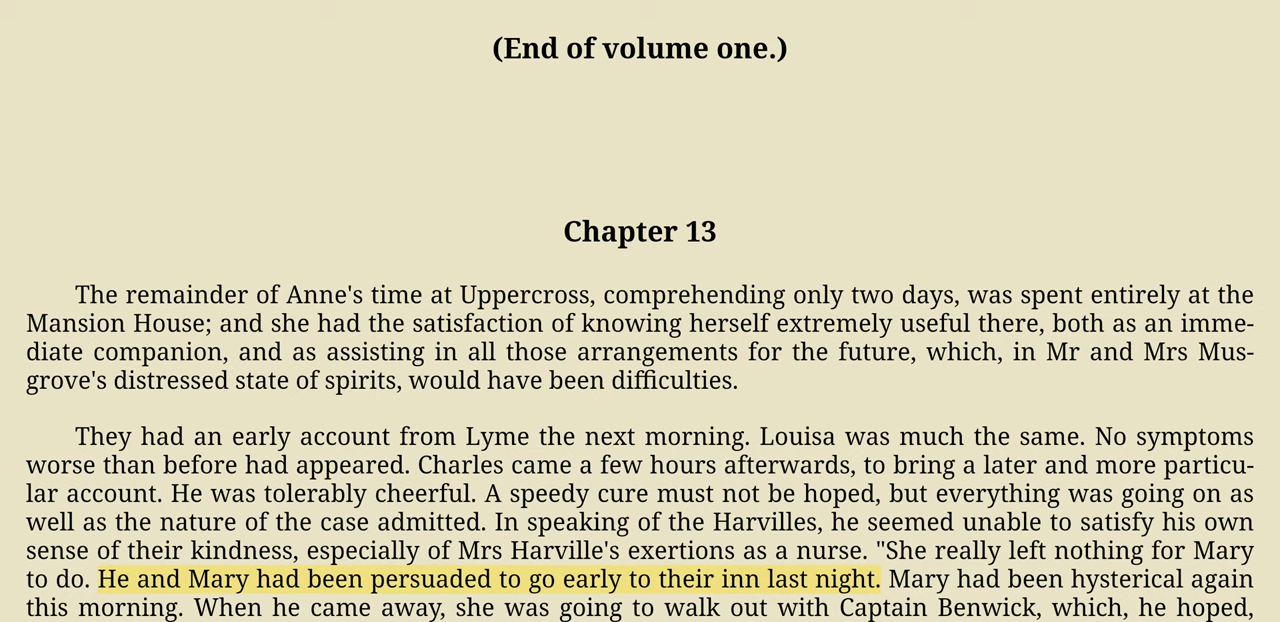 (End of volume one.)
Chapter 13
The remainder of Anne's time at Uppercross, comprehending only two days, was spent entirely at the
Mansion House; and she had the satisfaction of knowing herself extremely useful there, both as an imme-
diate companion, and as assisting in all those arrangements for the future, which, in Mr and Mrs Mus-
grove's distressed state of spirits, would have been difficulties.
They had an early account from Lyme the next morning. Louisa was much the same. No symptoms
worse than before had appeared. Charles came a few hours afterwards, to bring a later and more particu-
lar account. He was tolerably cheerful. A speedy cure must not be hoped, but everything was going on as
well as the nature of the case admitted. In speaking of the Harvilles, he seemed unable to satisfy his own
sense of their kindness, especially of Mrs Harville's exertions as a nurse. "She really left nothing for Mary
to do. He and Mary had been persuaded to go early to their inn last night. Mary had been hysterical again
this morning. When he came away, she was going to walk out with Captain Benwick, which, he hoped,